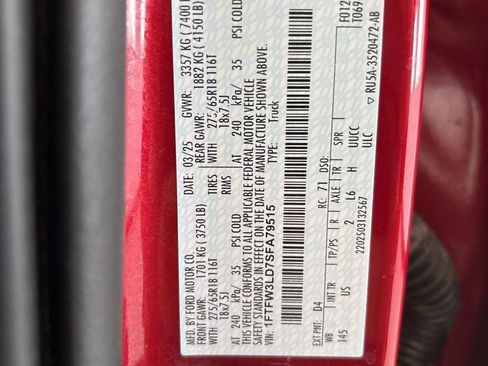 MFD. BY FORD MOTOR CO.
DATE: 03/25 GVWR: 3357 KG (7400
FRONT GAWR: 1701 KG (3750 LB) REAR GAWR: 1882 KG (4150 LB)
WITH 275/65R18 116T TIRES WITH 275/65R18 116T
18x7.5J RIMS 18x7.5J
AT 240 kPa/ 35 PSI COLD AT 240 kPa/ 35 PSI COLD
THIS VEHICLE CONFORMS TO ALL APPLICABLE FEDERAL MOTOR VEHICLE
SAFETY STANDARDS IN EFFECT ON THE DATE OF MANUFACTURE SHOWN ABOVE.
VIN: 1FTFW3LD7SFA79515
TYPE: Truck
F012
T069
EXT PNT: D4 RC: 71 DSO:
WB INT TR TP/PS R AXLE TR SPR
145 US 2 L6 H UUCC
ULC
2202503132567
RU5A-3520472-AB